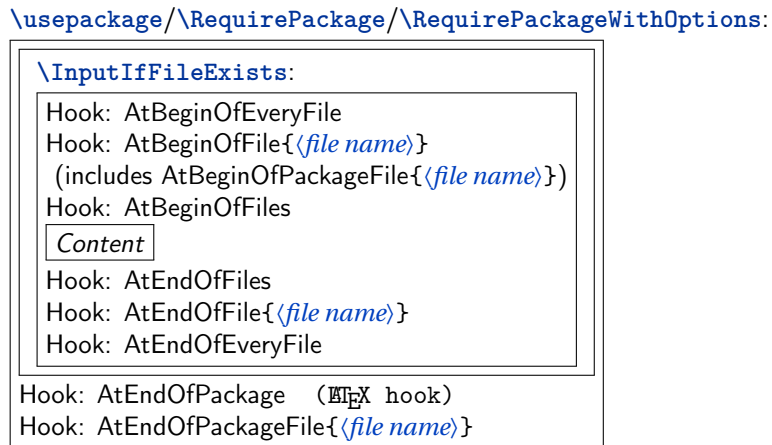 \usepackage/\RequirePackage/\RequirePackageWithOptions:
\InputIfFileExists:
Hook: AtBeginOfEveryFile
Hook: AtBeginOfFile{⟨file name⟩}
(includes AtBeginOfPackageFile{⟨file name⟩})
Hook: AtBeginOfFiles
Content
Hook: AtEndOfFiles
Hook: AtEndOfFile{⟨file name⟩}
Hook: AtEndOfEveryFile
Hook: AtEndOfPackage (LATEX hook)
Hook: AtEndOfPackageFile{⟨file name⟩}